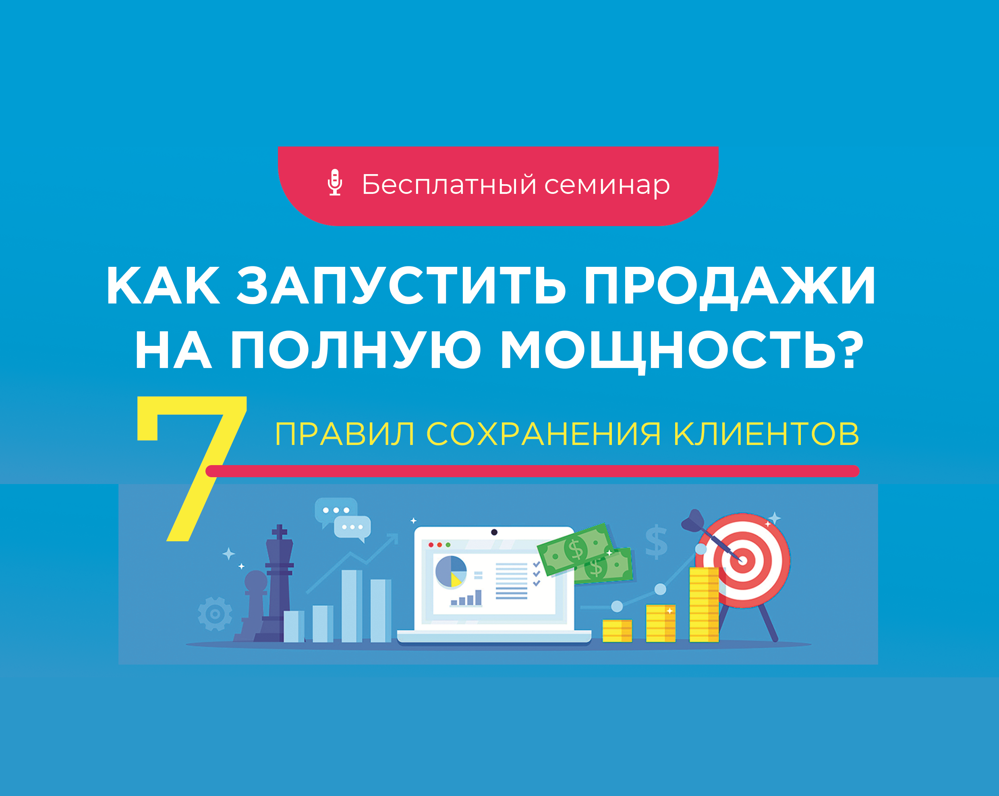 Бесплатный семинар
КАК ЗАПУСТИТЬ ПРОДАЖИ
НА ПОЛНУЮ МОЩНОСТЬ?
7 ПРАВИЛ СОХРАНЕНИЯ КЛИЕНТОВ
$
$
$